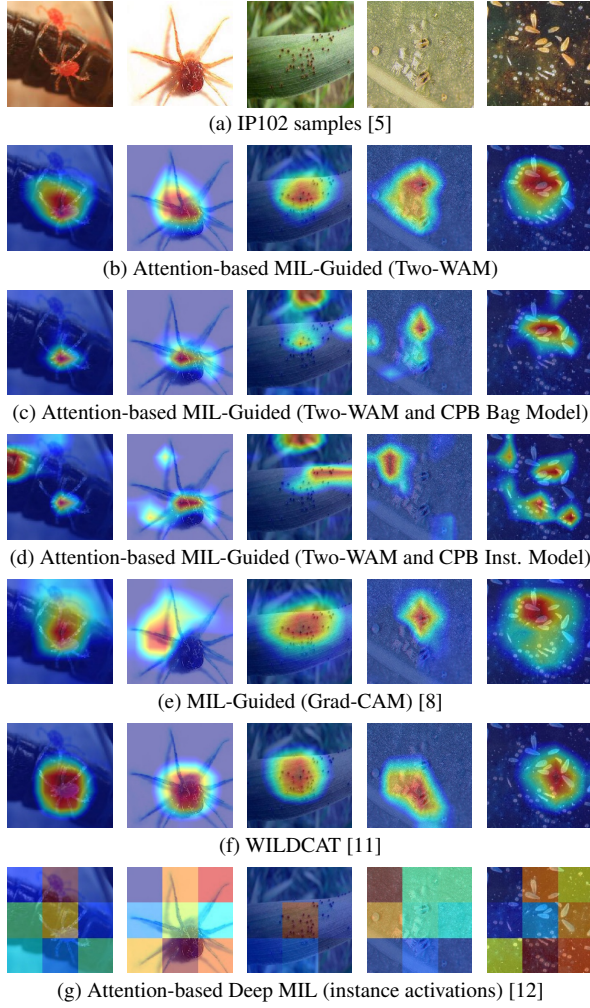 (a) IP102 samples [5]
(b) Attention-based MIL-Guided (Two-WAM)
(c) Attention-based MIL-Guided (Two-WAM and CPB Bag Model)
(d) Attention-based MIL-Guided (Two-WAM and CPB Inst. Model)
(e) MIL-Guided (Grad-CAM) [8]
(f) WILDCAT [11]
(g) Attention-based Deep MIL (instance activations) [12]